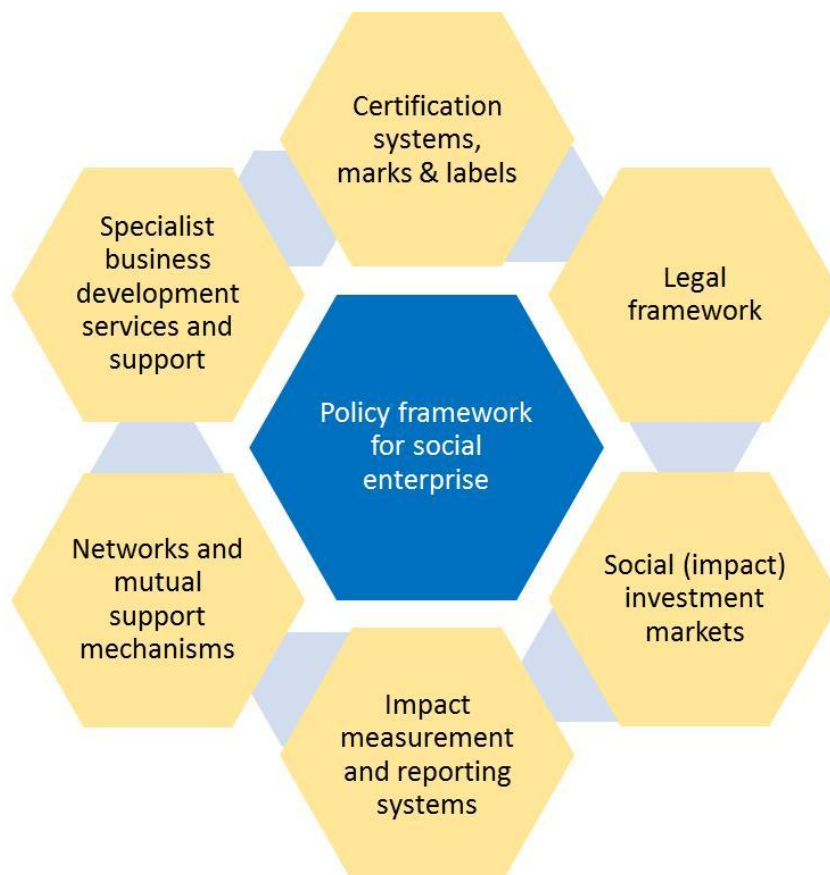 Certification
systems,
marks & labels
Legal
framework
Social (impact)
investment
markets
Impact
measurement
and reporting
systems
Networks and
mutual
support
mechanisms
Specialist
business
development
services and
support
Policy framework
for social
enterprise